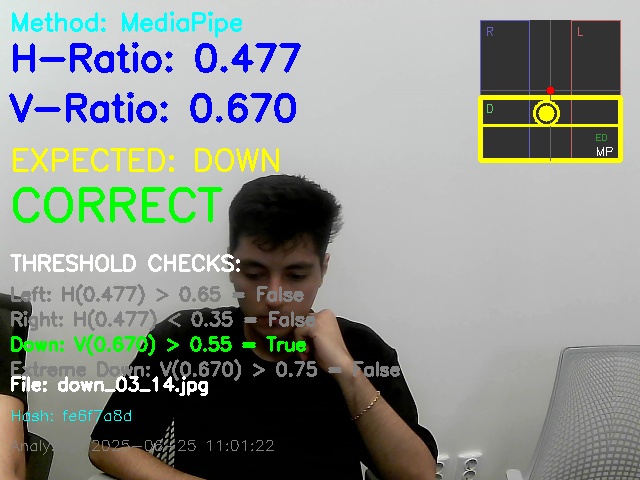 Method: MediaPipe
H-Ratio: 0.477
V-Ratio: 0.670
EXPECTED: DOWN
CORRECT
THRESHOLD CHECKS:
Left: H(0.477) > 0.65 = False
Right: H(0.477) < 0.35 = False
Down: V(0.670) > 0.55 = True
Extreme Down: V(0.670) > 0.75 = False
File: down_03_14.jpg
Hash: fe6f7a8d
2025-08-25 11:01:22
R
L
D
ED
MP